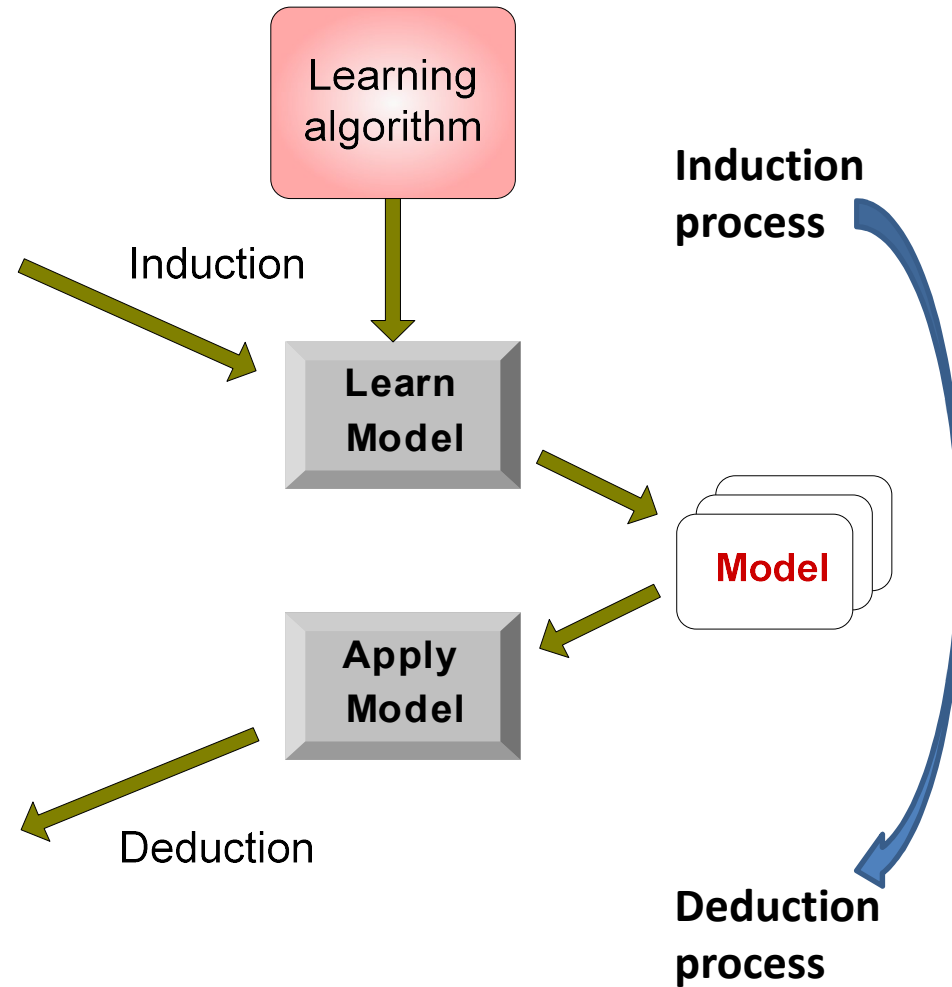 Learning
algorithm
Induction
process
Induction
Learn
Model
Model
Apply
Model
Deduction
Deduction
process